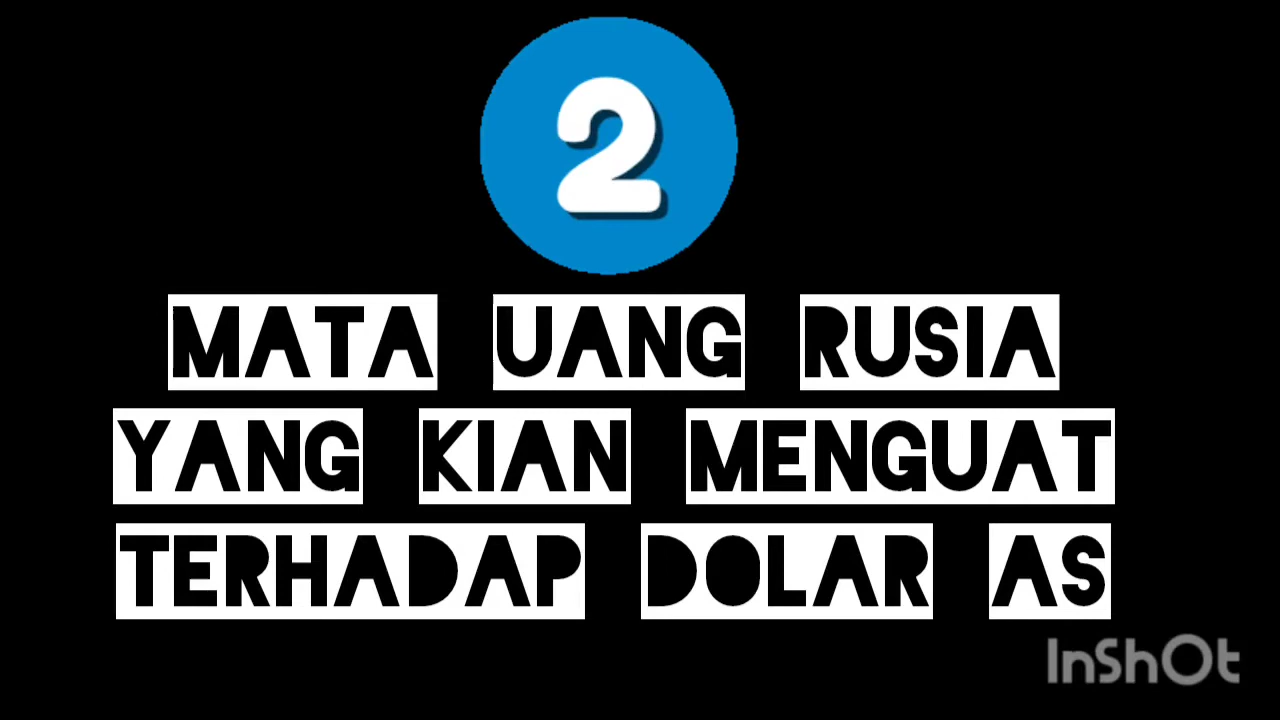 2
MATA UANG RUSIA
YANG KIAN MENGUAT
TERHADAP DOLAR AS
InShOt